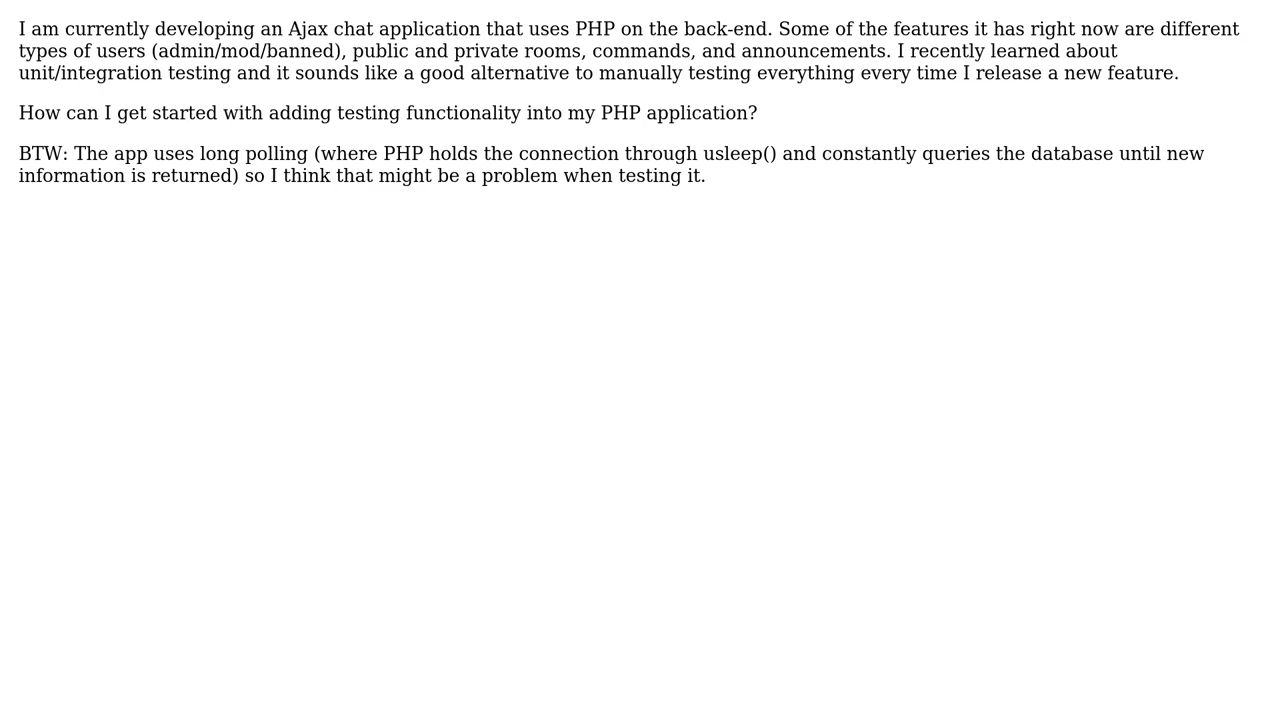 I am currently developing an Ajax chat application that uses PHP on the back-end. Some of the features it has right now are different
types of users (admin/mod/banned), public and private rooms, commands, and announcements. I recently learned about
unit/integration testing and it sounds like a good alternative to manually testing everything every time I release a new feature.
How can I get started with adding testing functionality into my PHP application?
BTW: The app uses long polling (where PHP holds the connection through usleep() and constantly queries the database until new
information is returned) so I think that might be a problem when testing it.